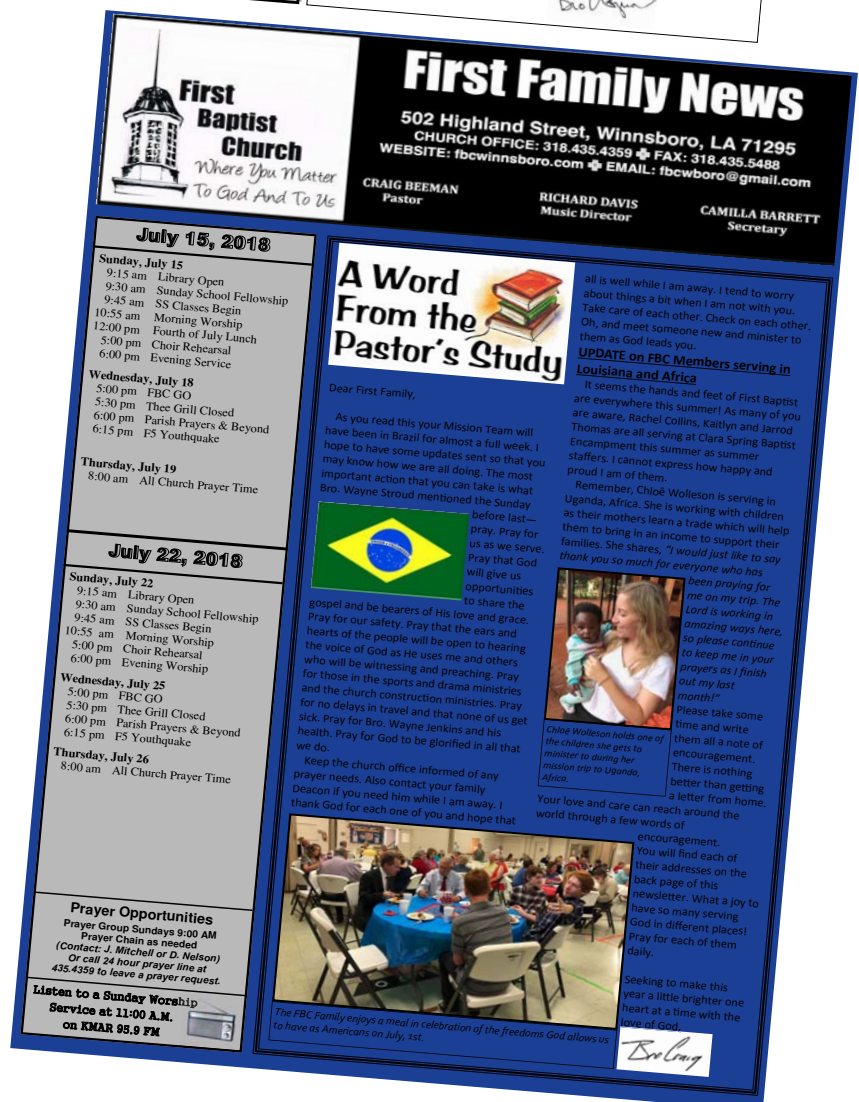 First Family News
First
Baptist
Church
Where You Matter
To God And To Us
502 Highland Street, Winnsboro, LA 71295
CHURCH OFFICE: 318.435.4359 ✚ FAX: 318.435.5488
WEBSITE: fbcwinnsboro.com ✚ EMAIL: fbcwboro@gmail.com
CRAIG BEEMAN
Pastor
RICHARD DAVIS
Music Director
CAMILLA BARRETT
Secretary
July 15, 2018
Sunday, July 15
9:15 am Library Open
9:30 am Sunday School Fellowship
9:45 am SS Classes Begin
10:55 am Morning Worship
12:00 pm Fourth of July Lunch
5:00 pm Choir Rehearsal
6:00 pm Evening Service
Wednesday, July 18
5:00 pm FBC GO
5:30 pm Thee Grill Closed
6:00 pm Parish Prayers & Beyond
6:15 pm F5 Youthquake
Thursday, July 19
8:00 am All Church Prayer Time
July 22, 2018
Sunday, July 22
9:15 am Library Open
9:30 am Sunday School Fellowship
9:45 am SS Classes Begin
10:55 am Morning Worship
5:00 pm Choir Rehearsal
6:00 pm Evening Worship
Wednesday, July 25
5:00 pm FBC GO
5:30 pm Thee Grill Closed
6:00 pm Parish Prayers & Beyond
6:15 pm F5 Youthquake
Thursday, July 26
8:00 am All Church Prayer Time
Prayer Opportunities
Prayer Group Sundays 9:00 AM
Prayer Chain as needed
(Contact: J. Mitchell or D. Nelson)
Or call 24 hour prayer line at
435.4359 to leave a prayer request.
Listen to a Sunday Worship
Service at 11:00 A.M.
on KMAR 95.9 FM
A Word
From the
Pastor's Study
Dear First Family,
As you read this your Mission Team will
have been in Brazil for almost a full week. I
hope to have some updates sent so that you
may know how we are all doing. The most
important action that you can take is what
Bro. Wayne Stroud mentioned the Sunday
before last—
pray. Pray for
us as we serve.
Pray that God
will give us
opportunities
to share the
gospel and be bearers of His love and grace.
Pray for our safety. Pray that the ears and
hearts of the people will be open to hearing
the voice of God as He uses me and others
who will be witnessing and preaching. Pray
for those in the sports and drama ministries
and the church construction ministries. Pray
for no delays in travel and that none of us get
sick. Pray for Bro. Wayne Jenkins and his
health. Pray for God to be glorified in all that
we do.
Keep the church office informed of any
prayer needs. Also contact your family
Deacon if you need him while I am away. I
thank God for each one of you and hope that
all is well while I am away. I tend to worry
about things a bit when I am not with you.
Take care of each other. Check on each other.
Oh, and meet someone new and minister to
them as God leads you.
UPDATE on FBC Members serving in
Louisiana and Africa
It seems the hands and feet of First Baptist
are everywhere this summer! As many of you
are aware, Rachel Collins, Kaitlyn and Jarrod
Thomas are all serving at Clara Spring Baptist
Encampment this summer as summer
staffers. I cannot express how happy and
proud I am of them.
Remember, Chloê Wolleson is serving in
Uganda, Africa. She is working with children
as their mothers learn a trade which will help
them to bring in an income to support their
families. She shares, "I would just like to say
thank you so much for everyone who has
been praying for
me on my trip. The
Lord is working in
amazing ways here,
so please continue
to keep me in your
prayers as I finish
out my last
month!"
Please take some
time and write
them all a note of
encouragement.
There is nothing
better than getting
a letter from home.
Chloê Wolleson holds one of
the children she gets to
minister to during her
mission trip to Uganda,
Africa.
Your love and care can reach around the
world through a few words of
encouragement.
You will find each of
their addresses on the
back page of this
newsletter. What a joy to
have so many serving
God in different places!
Pray for each of them
daily.
Seeking to make this
year a little brighter one
heart at a time with the
love of God,
Bro Craig
The FBC Family enjoys a meal in celebration of the freedoms God allows us
to have as Americans on July, 1st.